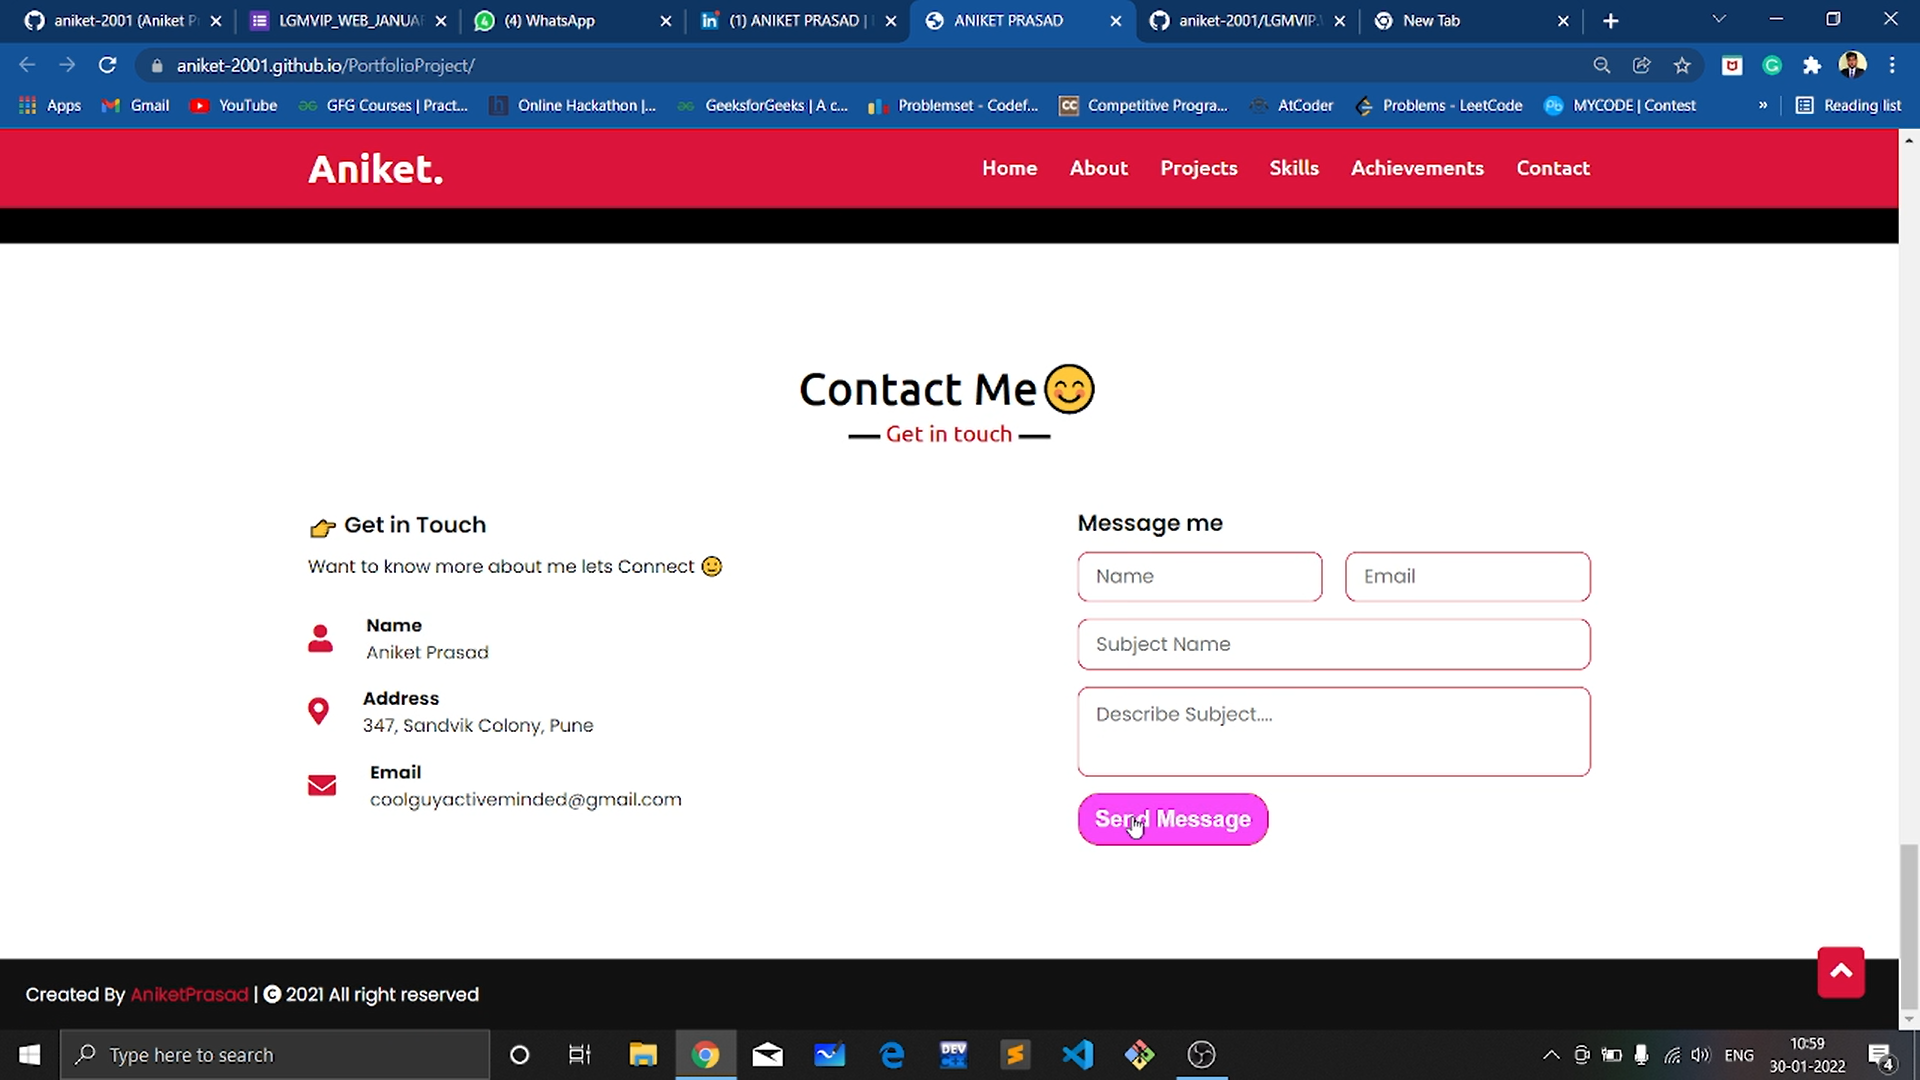 aniket-2001 (Aniket P
LGMVIP_WEB_JANUAR
(4) WhatsApp
(1) ANIKET PRASAD |
ANIKET PRASAD
aniket-2001/LGMVIP.
New Tab
aniket-2001.github.io/PortfolioProject/
Apps
Gmail
YouTube
GFG Courses | Pract...
Online Hackathon |...
GeeksforGeeks | A c...
Problemset - Codef...
Competitive Progra...
AtCoder
Problems - LeetCode
MYCODE | Contest
»
Reading list
Aniket.
Home
About
Projects
Skills
Achievements
Contact
Contact Me😊
Get in touch
👉 Get in Touch
Want to know more about me lets Connect 🙂
Name
Aniket Prasad
Address
347, Sandvik Colony, Pune
Email
coolguyactiveminded@gmail.com
Message me
Name
Email
Subject Name
Describe Subject....
Send Message
Created By AniketPrasad | © 2021 All right reserved
Type here to search
DEV
ENG
10:59
30-01-2022
4